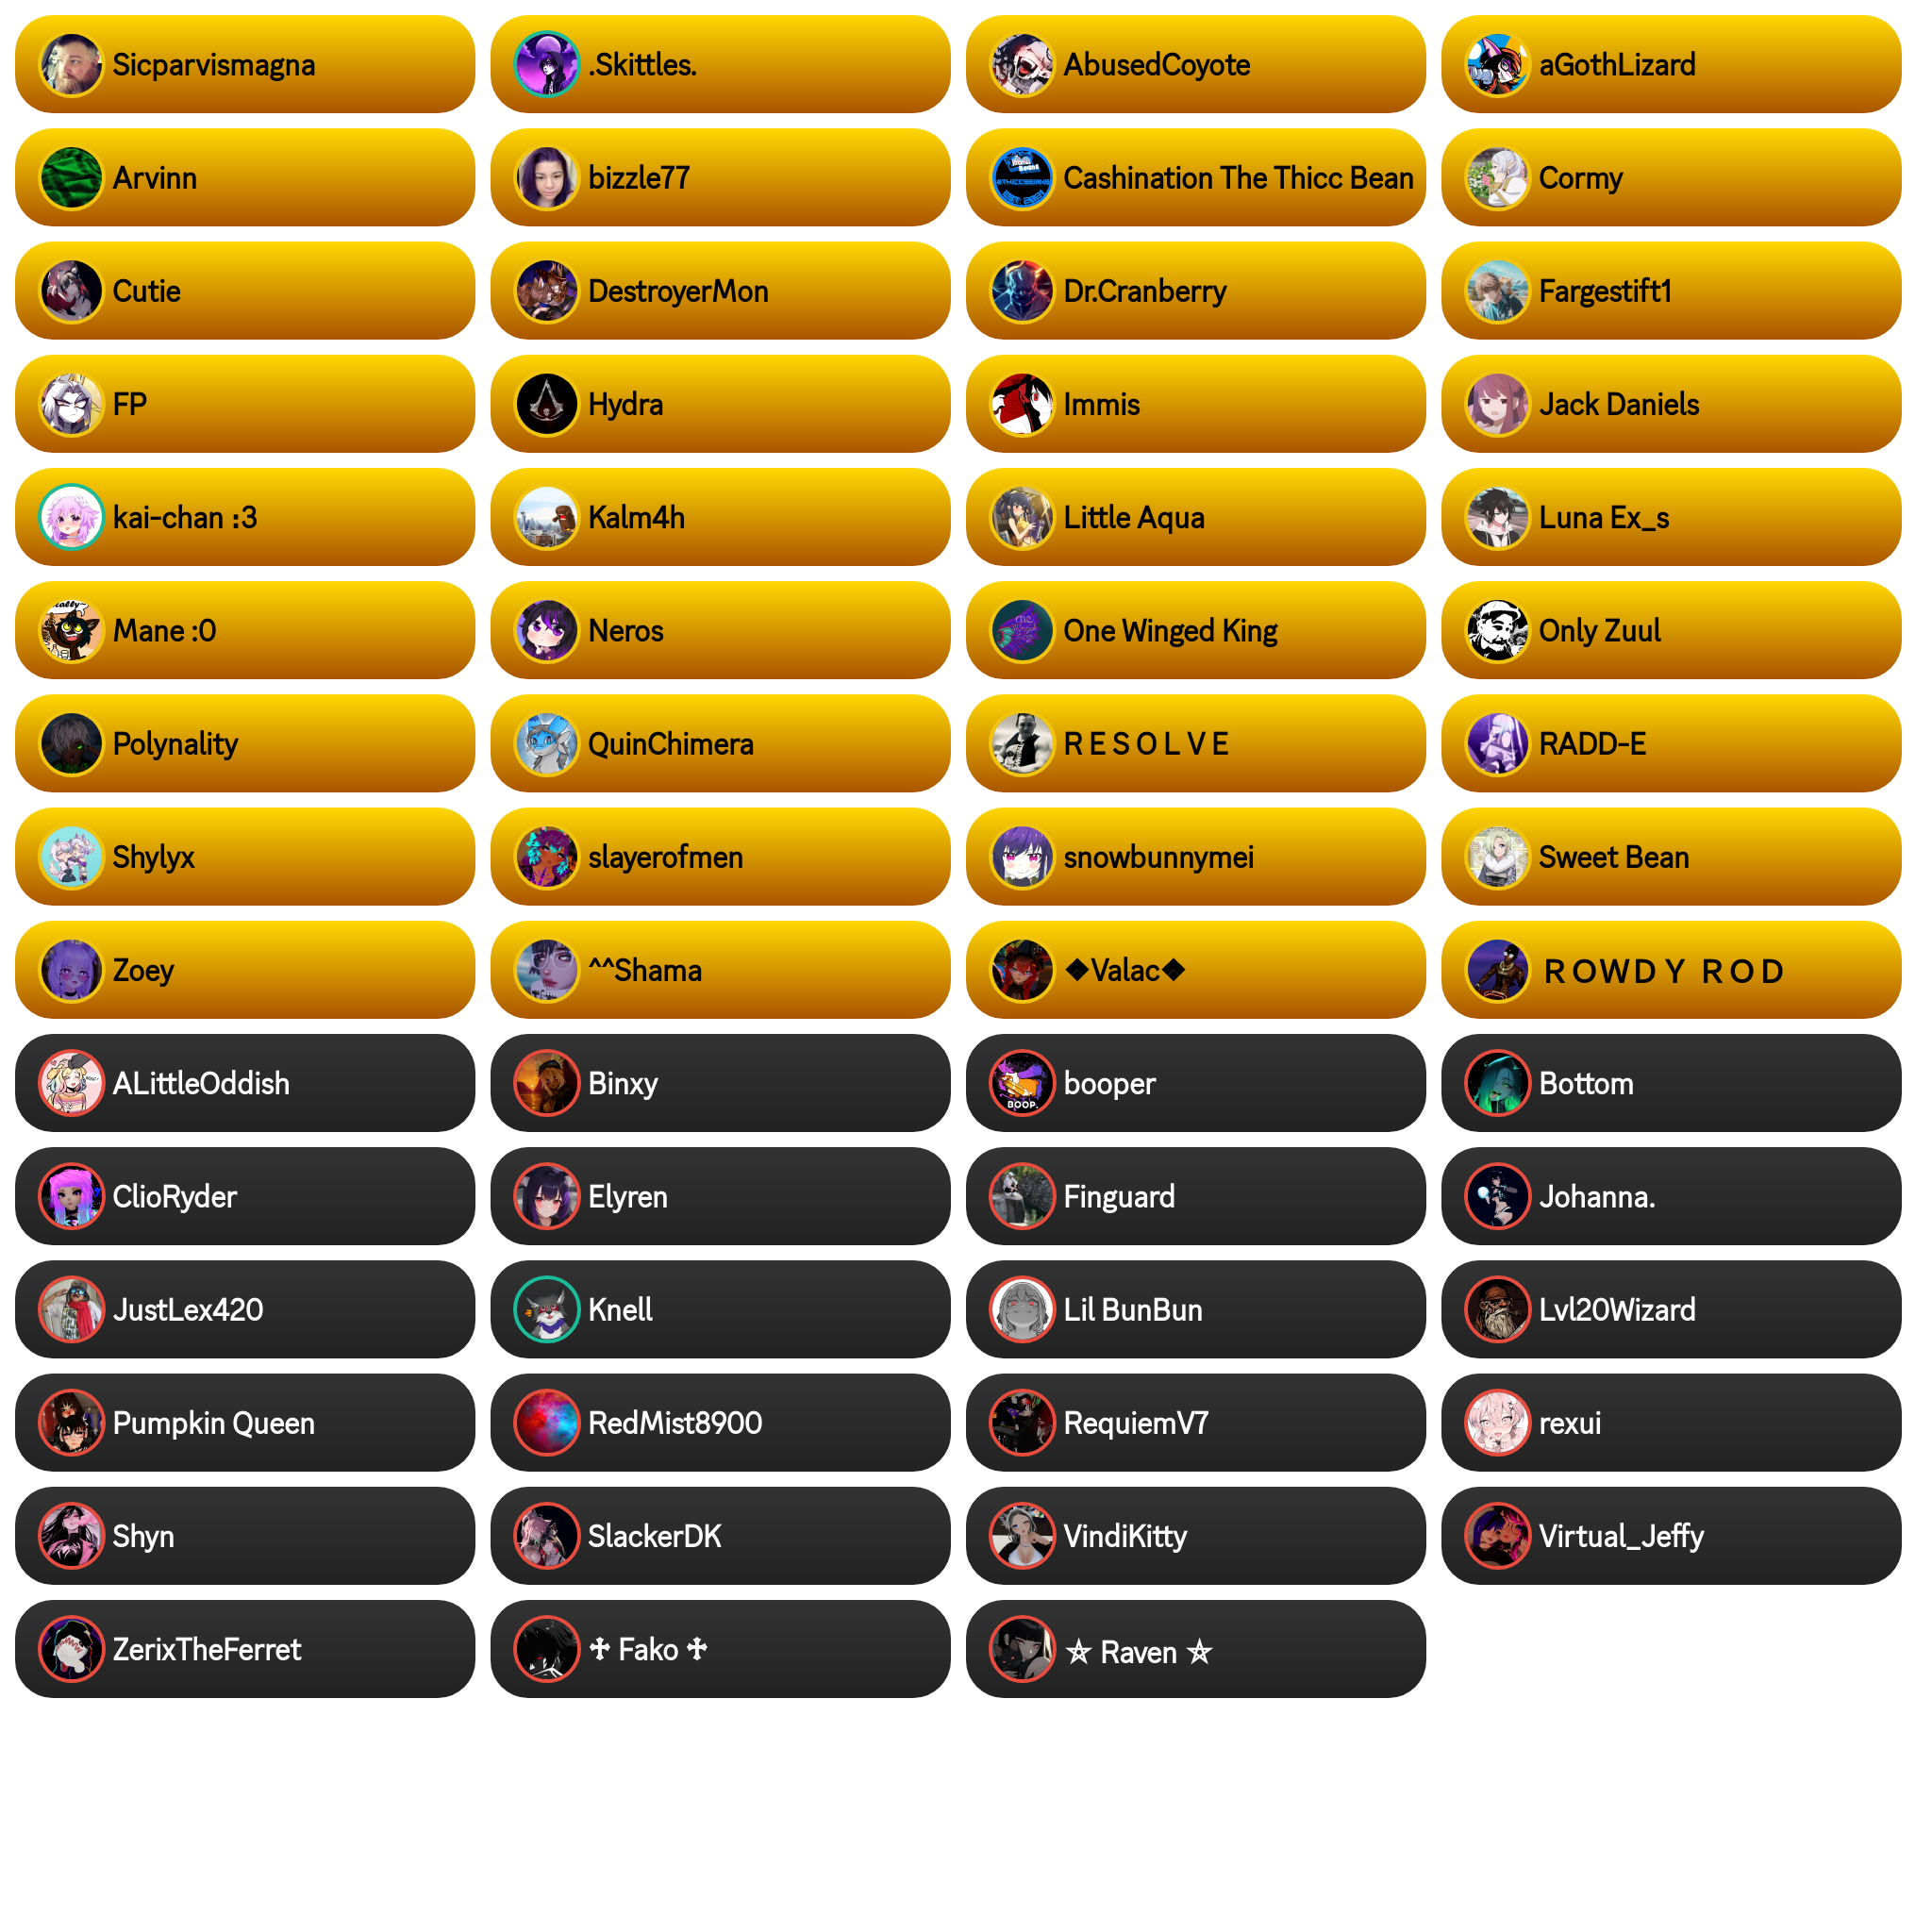 Sicparvismagna
.Skittles.
AbusedCoyote
aGothLizard
Arvinn
bizzle77
Cashination The Thicc Bean
Cormy
Cutie
DestroyerMon
Dr.Cranberry
Fargestift1
FP
Hydra
Immis
Jack Daniels
kai-chan :3
Kalm4h
Little Aqua
Luna Ex_s
Mane :0
Neros
One Winged King
Only Zuul
Polynality
QuinChimera
R E S O L V E
RADD-E
Shylyx
slayerofmen
snowbunnymei
Sweet Bean
Zoey
^^Shama
❖Valac❖
R O W D Y R O D
ALittleOddish
Binxy
BOOP.
booper
Bottom
ClioRyder
Elyren
Finguard
Johanna.
JustLex420
Knell
Lil BunBun
Lvl20Wizard
Pumpkin Queen
RedMist8900
RequiemV7
rexui
Shyn
SlackerDK
VindiKitty
Virtual_Jeffy
ZerixTheFerret
♱ Fako ♱
⛤ Raven ⛤